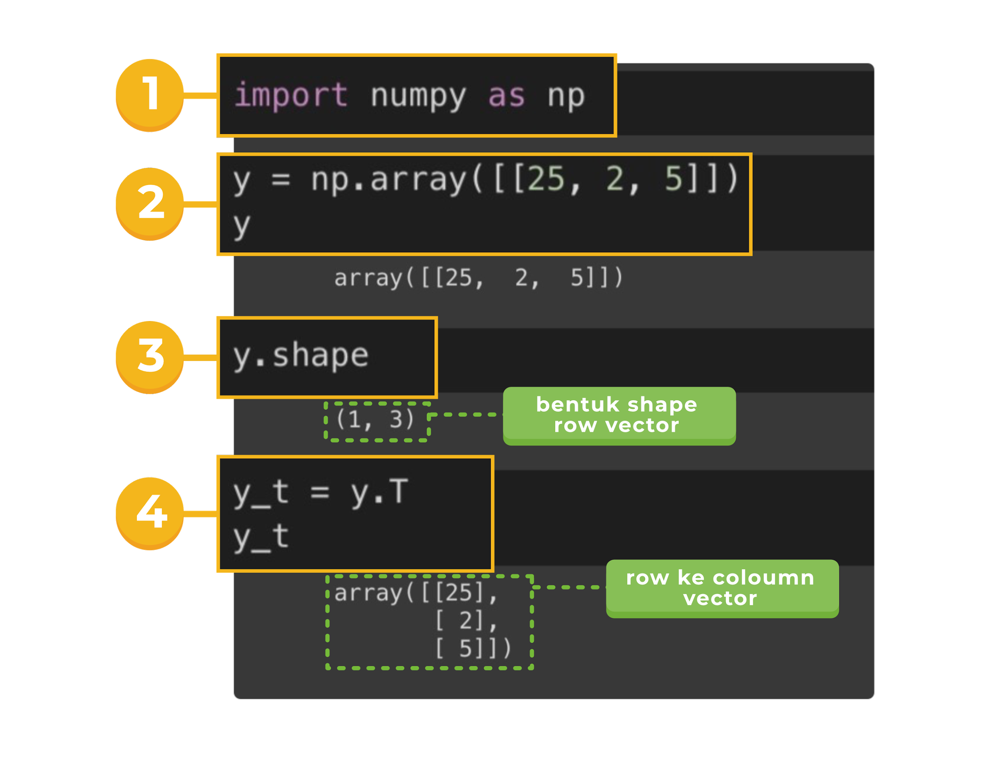 1
import numpy as np
2
y = np.array([[25, 2, 5]])
y
array([[25,  2,  5]])
3
y.shape
(1, 3)
bentuk shape
row vector
4
y_t = y.T
y_t
array([[25],
[ 2],
[ 5]])
row ke coloumn
vector